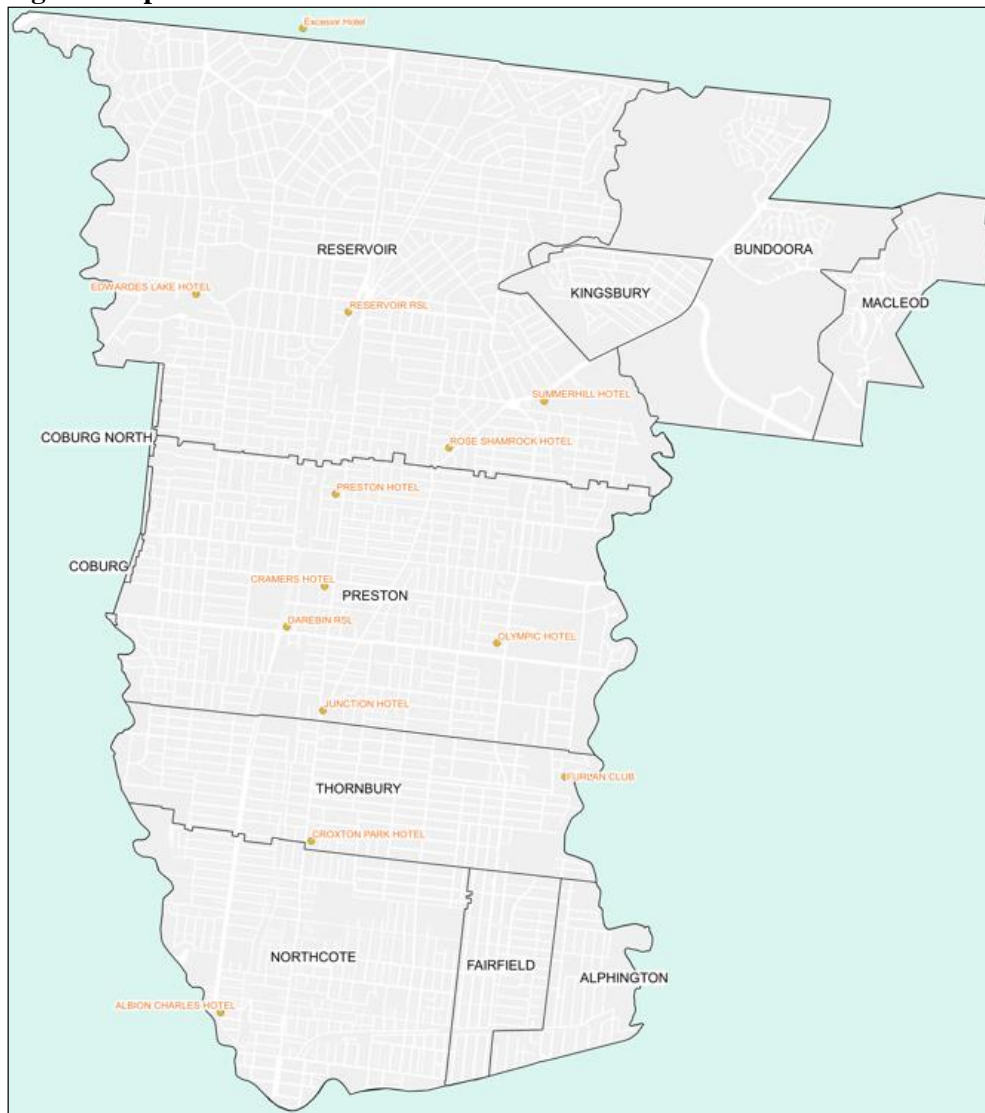 Excelsior Hotel
RESERVOIR
BUNDOORA
EDWARDES LAKE HOTEL
KINGSBURY
MACLEOD
RESERVOIR RSL
SUMMERHILL HOTEL
COBURG NORTH
ROSE SHAMROCK HOTEL
PRESTON HOTEL
COBURG
CRAMERS HOTEL
PRESTON
DAREBIN RSL
OLYMPIC HOTEL
JUNCTION HOTEL
FURLAN CLUB
THORNBURY
CROXTON PARK HOTEL
NORTHCOTE
FAIRFIELD
ALPHINGTON
ALBION CHARLES HOTEL